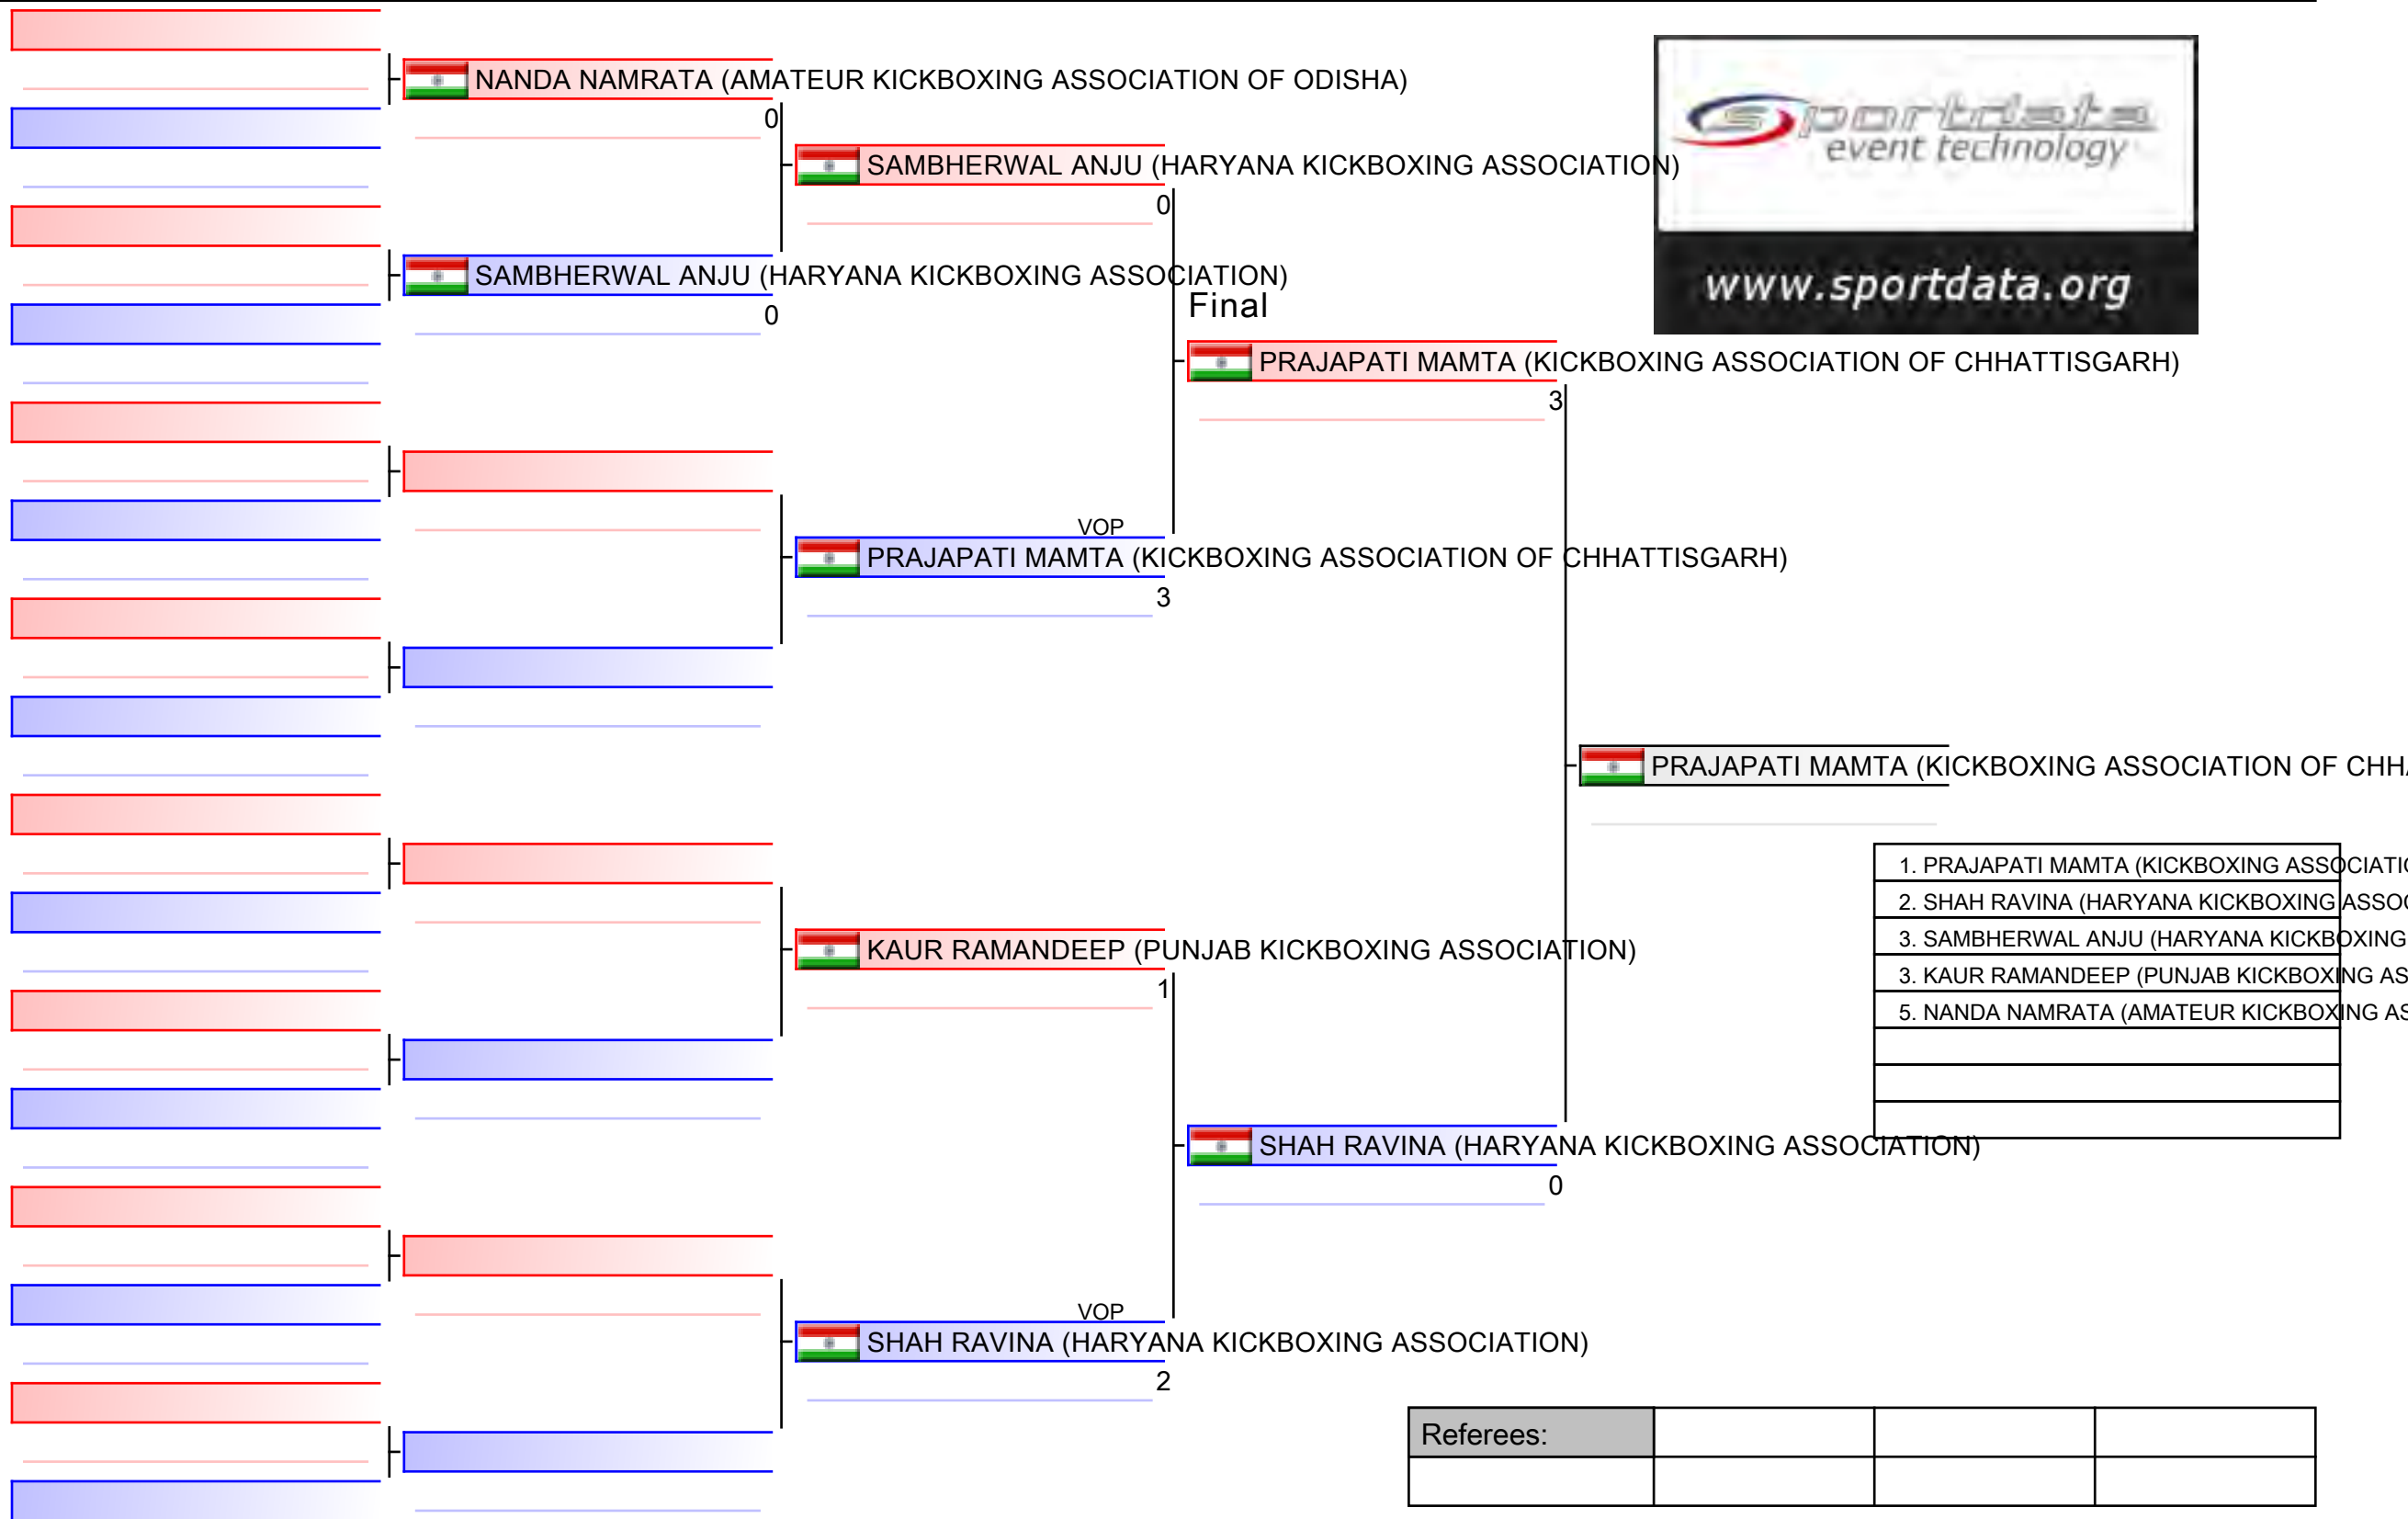 NANDA NAMRATA (AMATEUR KICKBOXING ASSOCIATION OF ODISHA)
0
SAMBHERWAL ANJU (HARYANA KICKBOXING ASSOCIATION)
0
sportdata
event technology
www.sportdata.org
SAMBHERWAL ANJU (HARYANA KICKBOXING ASSOCIATION)
0
Final
PRAJAPATI MAMTA (KICKBOXING ASSOCIATION OF CHHATTISGARH)
3
VOP
PRAJAPATI MAMTA (KICKBOXING ASSOCIATION OF CHHATTISGARH)
3
PRAJAPATI MAMTA (KICKBOXING ASSOCIATION OF CHHA
1. PRAJAPATI MAMTA (KICKBOXING ASSOCIATIO
2. SHAH RAVINA (HARYANA KICKBOXING ASSOC
3. SAMBHERWAL ANJU (HARYANA KICKBOXING
3. KAUR RAMANDEEP (PUNJAB KICKBOXING AS
5. NANDA NAMRATA (AMATEUR KICKBOXING AS
KAUR RAMANDEEP (PUNJAB KICKBOXING ASSOCIATION)
1
SHAH RAVINA (HARYANA KICKBOXING ASSOCIATION)
0
VOP
SHAH RAVINA (HARYANA KICKBOXING ASSOCIATION)
2
Referees: